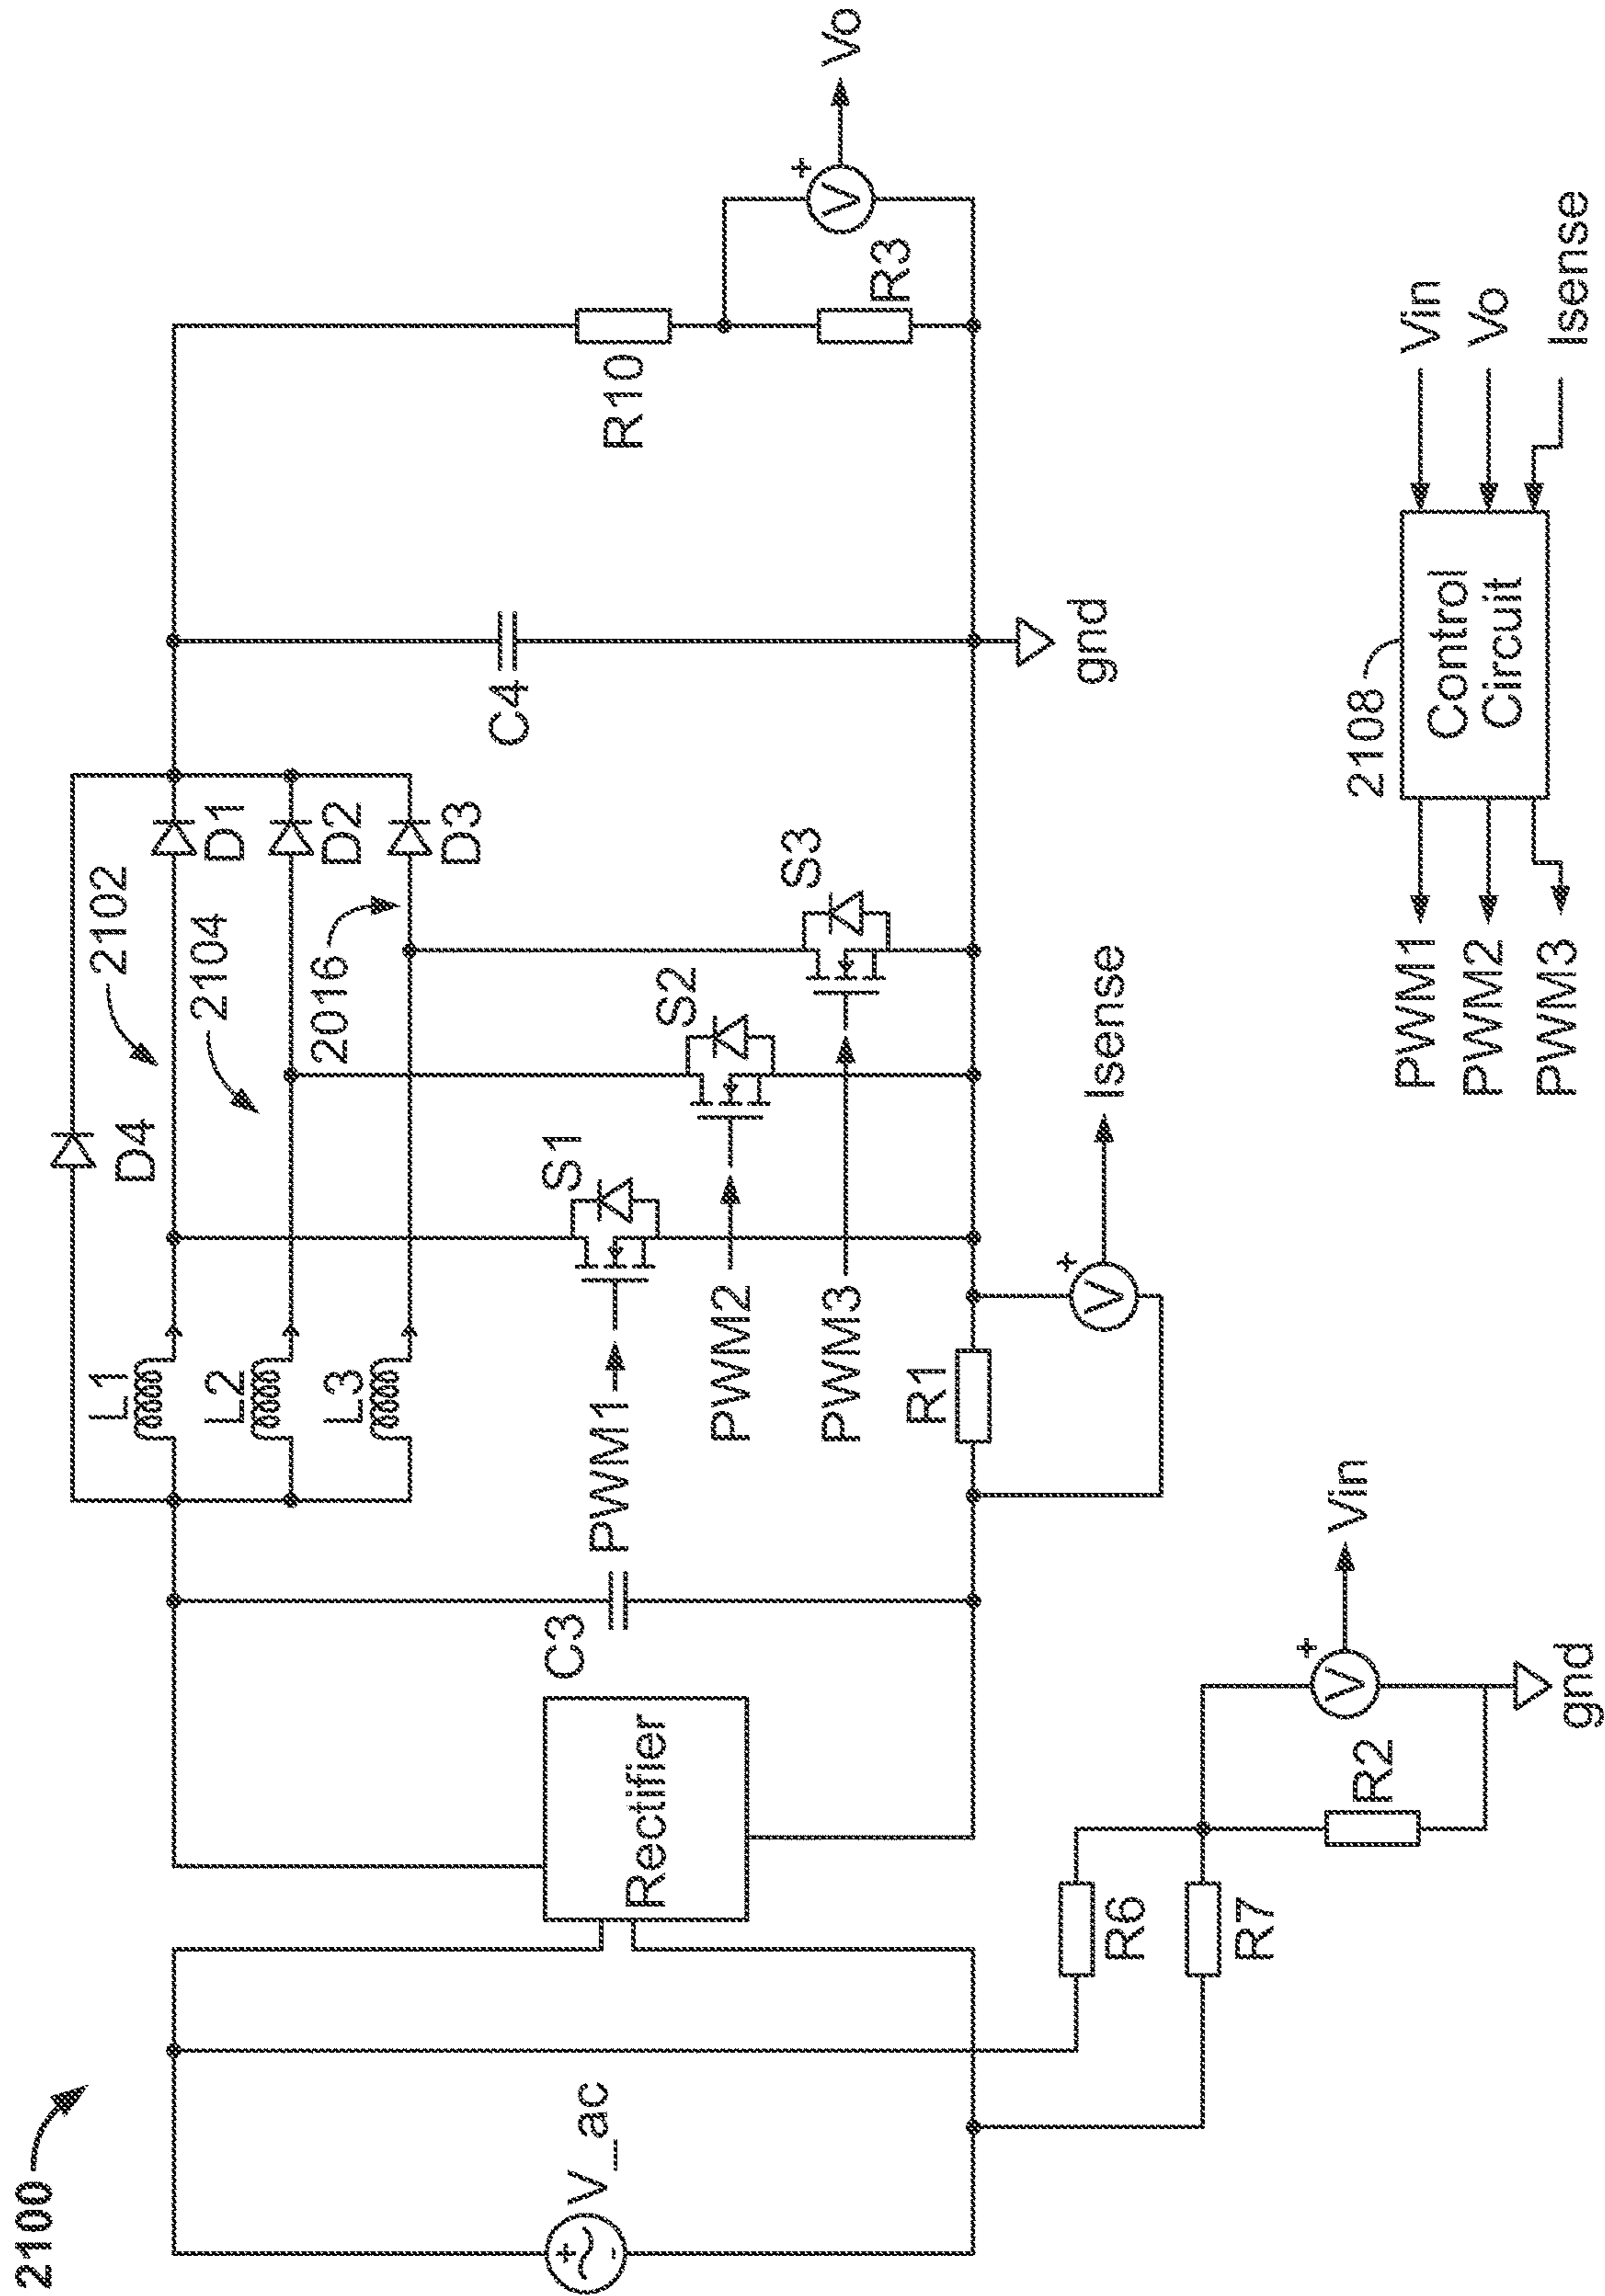 2100
V_ac
Rectifier
C3
D4
L1
L2
L3
2102
2104
2016
D1
D2
D3
S1
S2
S3
PWM1
PWM2
PWM3
C4
gnd
R10
R3
V
+
Vo
R1
V
+
Isense
R6
R7
R2
V
+
Vin
gnd
2108
Control
Circuit
Vin
Vo
Isense
PWM1
PWM2
PWM3